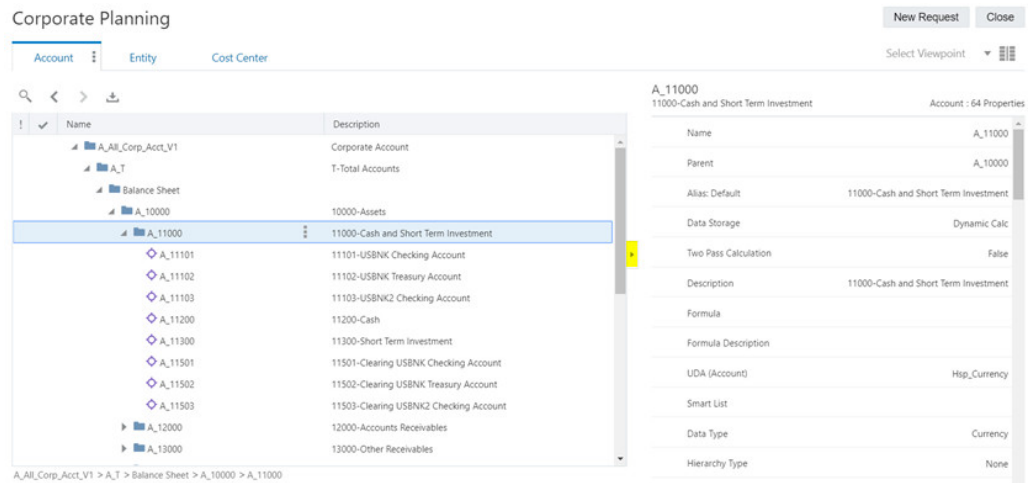 Corporate Planning
New Request Close
Account Entity Cost Center
Select Viewpoint
! Name Description
A_All_Corp_Acct_V1 Corporate Account
A_T T-Total Accounts
Balance Sheet
A_10000 10000-Assets
A_11000 11000-Cash and Short Term Investment
A_11101 11101-USBNK Checking Account
A_11102 11102-USBNK Treasury Account
A_11103 11103-USBNK2 Checking Account
A_11200 11200-Cash
A_11300 11300-Short Term Investment
A_11501 11501-Clearing USBNK Checking Account
A_11502 11502-Clearing USBNK Treasury Account
A_11503 11503-Clearing USBNK2 Checking Account
A_12000 12000-Accounts Receivables
A_13000 13000-Other Receivables
A_All_Corp_Acct_V1 > A_T > Balance Sheet > A_10000 > A_11000
A_11000
11000-Cash and Short Term Investment Account : 64 Properties
Name A_11000
Parent A_10000
Alias: Default 11000-Cash and Short Term Investment
Data Storage Dynamic Calc
Two Pass Calculation False
Description 11000-Cash and Short Term Investment
Formula
Formula Description
UDA (Account) Hsp_Currency
Smart List
Data Type Currency
Hierarchy Type None